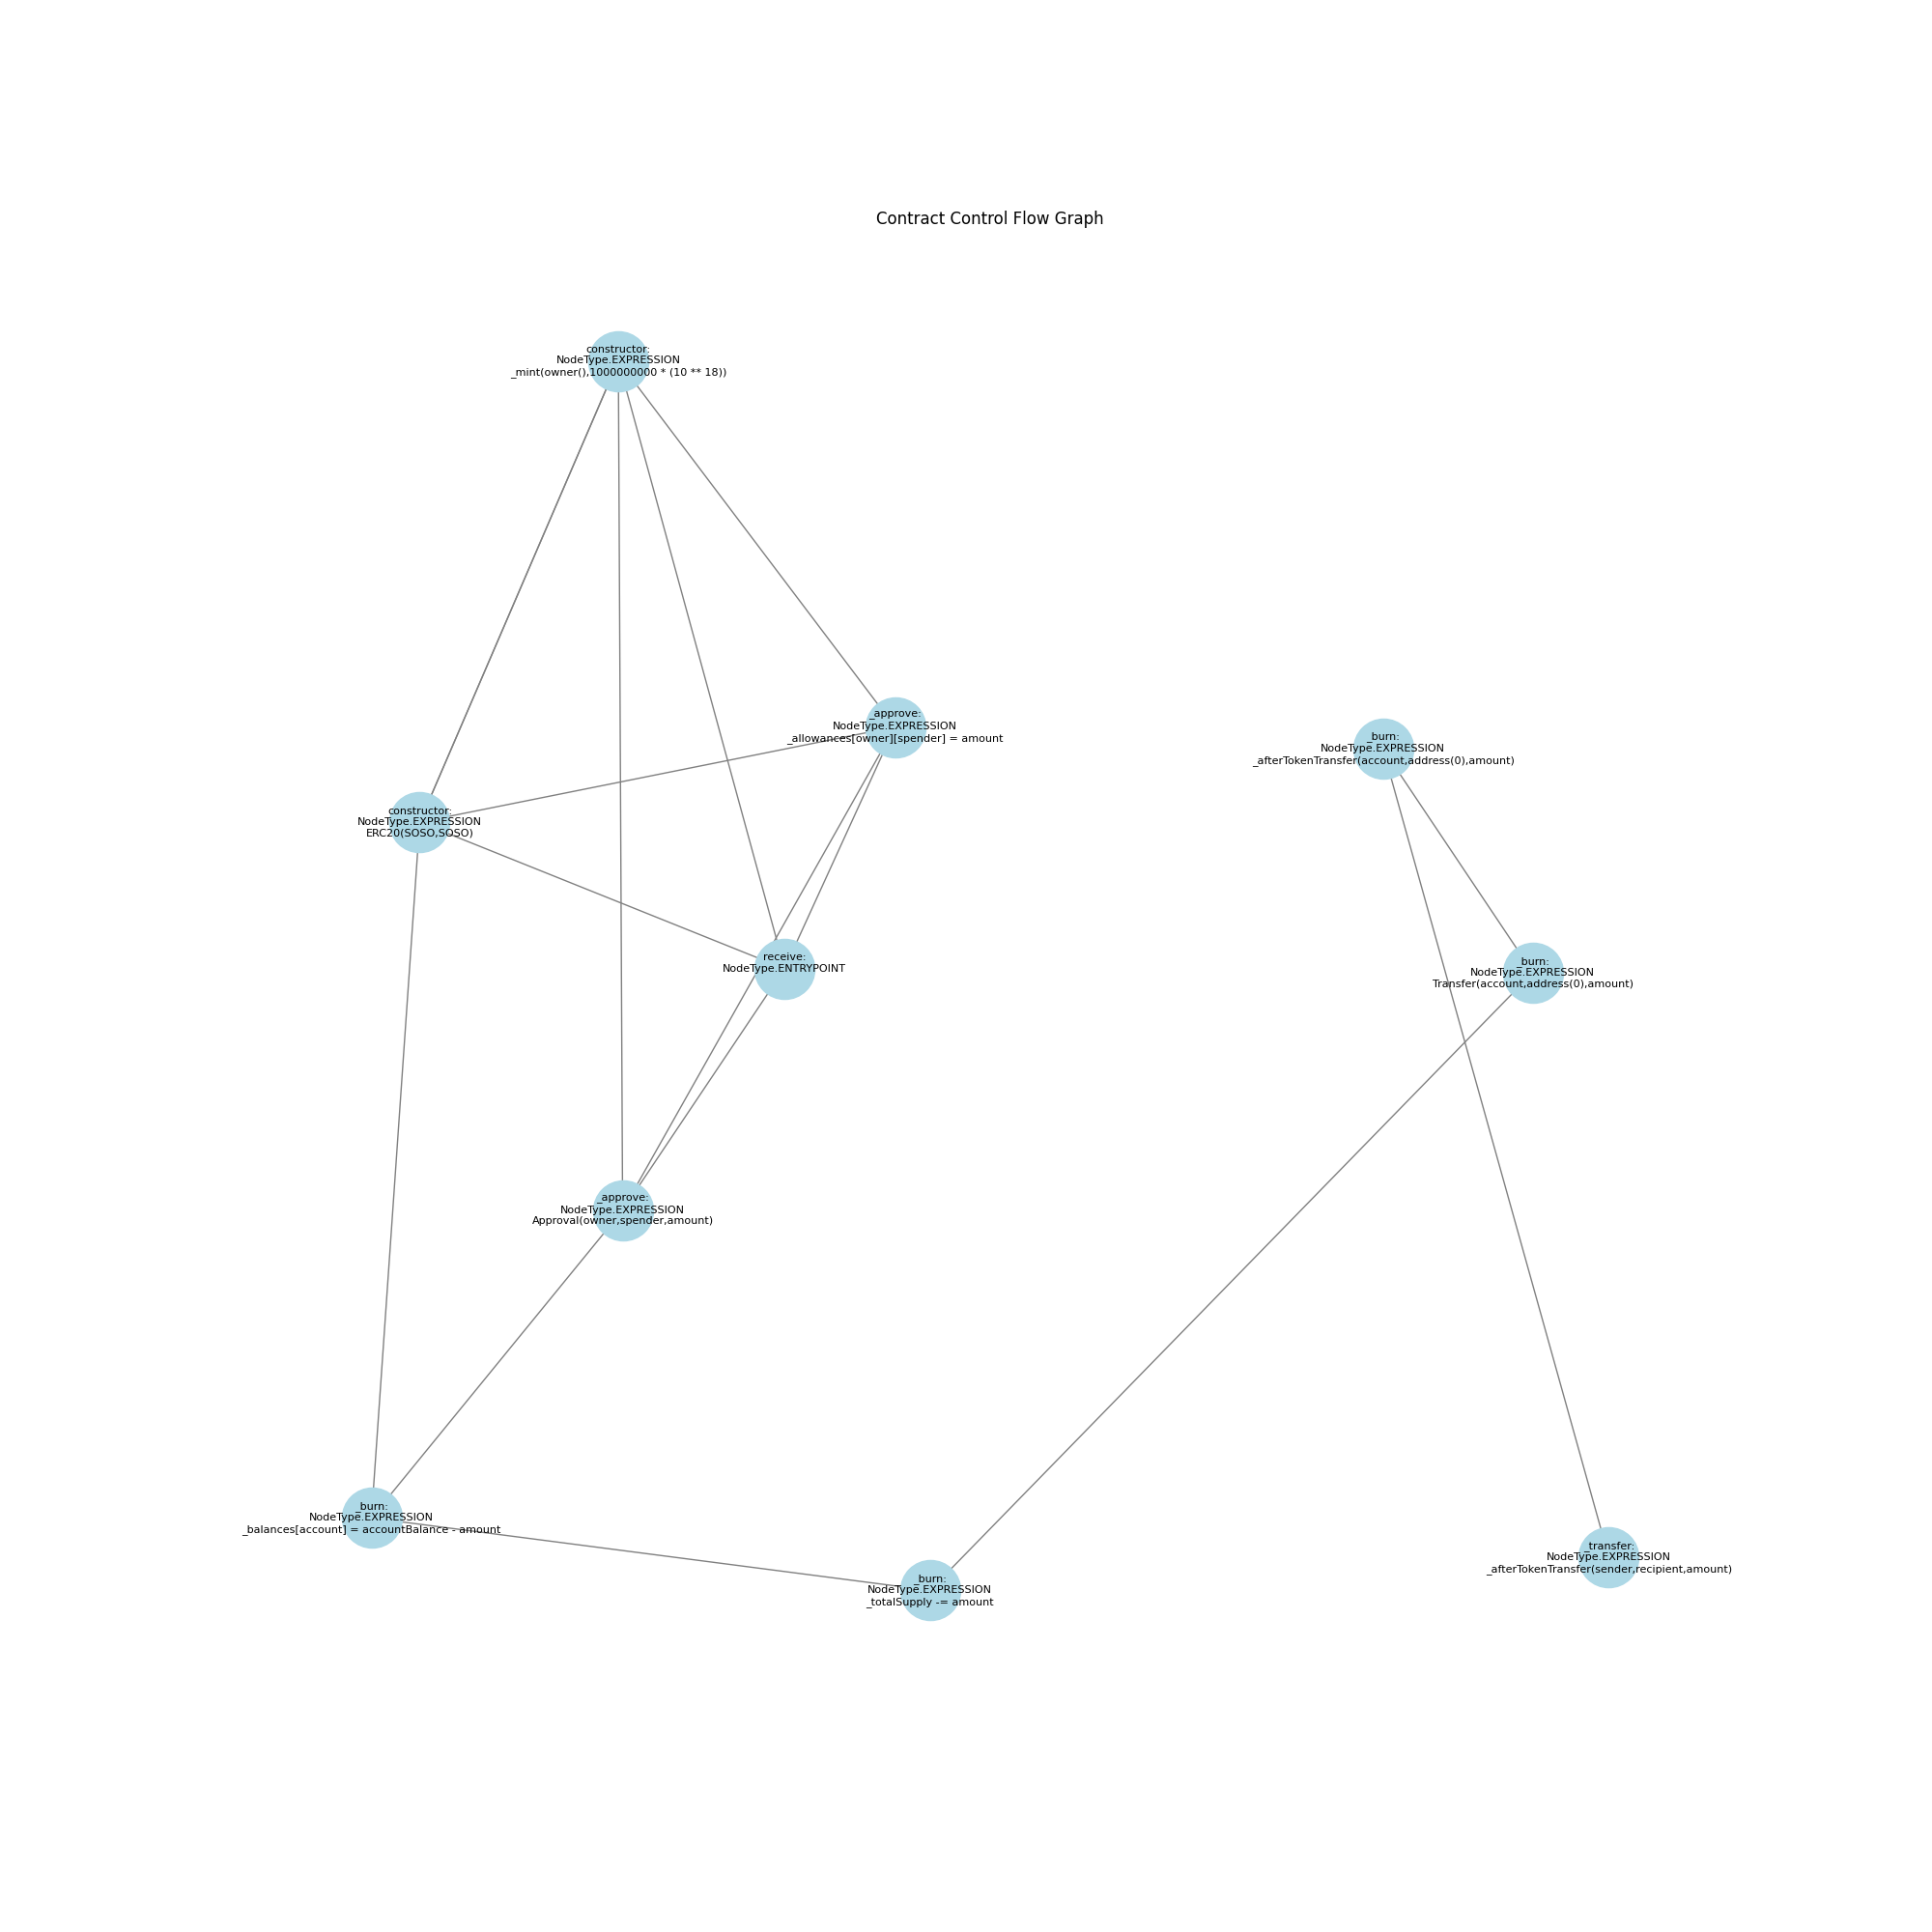 Contract Control Flow Graph
constructor:
NodeType.EXPRESSION
_mint(owner(),1000000000 * (10 ** 18))
_approve:
NodeType.EXPRESSION
_allowances[owner][spender] = amount
_burn:
NodeType.EXPRESSION
_afterTokenTransfer(account,address(0),amount)
constructor:
NodeType.EXPRESSION
ERC20(SOSO,SOSO)
receive:
NodeType.ENTRYPOINT
_burn:
NodeType.EXPRESSION
Transfer(account,address(0),amount)
_approve:
NodeType.EXPRESSION
Approval(owner,spender,amount)
_burn:
NodeType.EXPRESSION
_balances[account] = accountBalance - amount
_burn:
NodeType.EXPRESSION
_totalSupply -= amount
_transfer:
NodeType.EXPRESSION
_afterTokenTransfer(sender,recipient,amount)